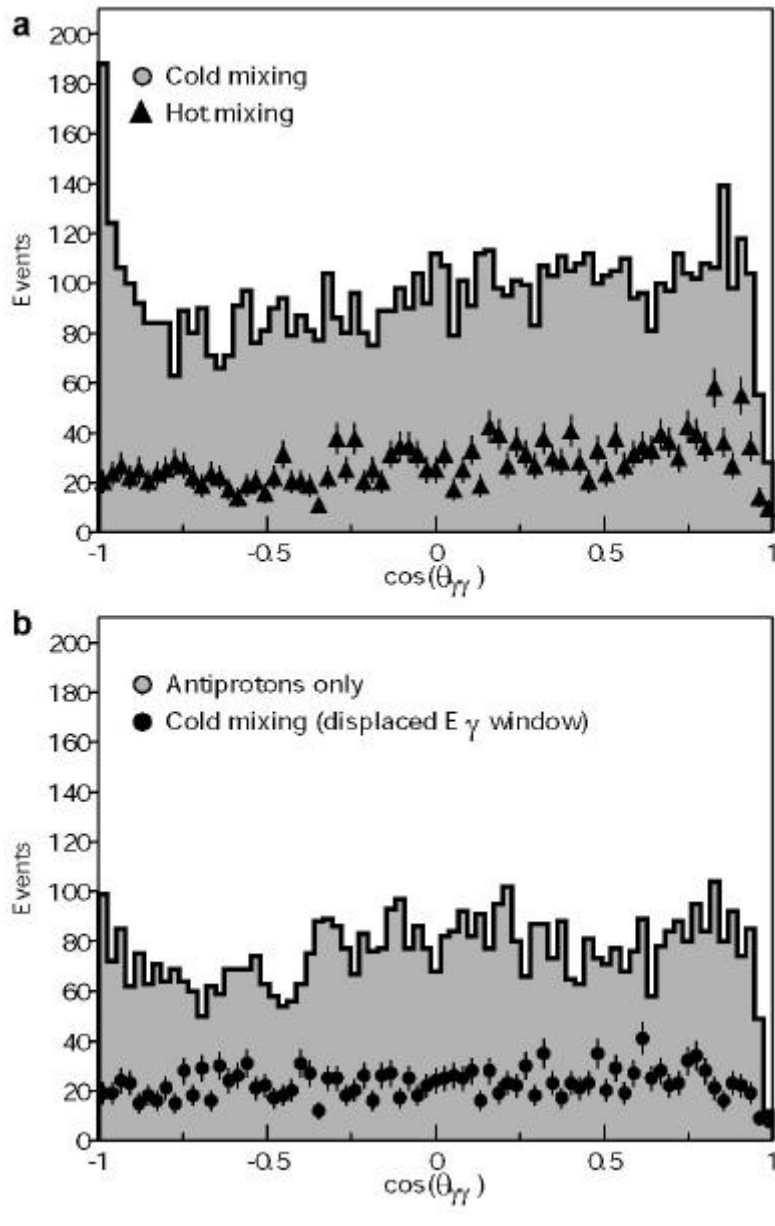 a
200
180
160
140
120
100
80
60
40
20
0
Events
Cold mixing
Hot mixing
-1 -0.5 0 0.5 1
cos(θγγ)
b
200
180
160
140
120
100
80
60
40
20
0
Events
Antiprotons only
Cold mixing (displaced E γ window)
-1 -0.5 0 0.5 1
cos(θγγ)